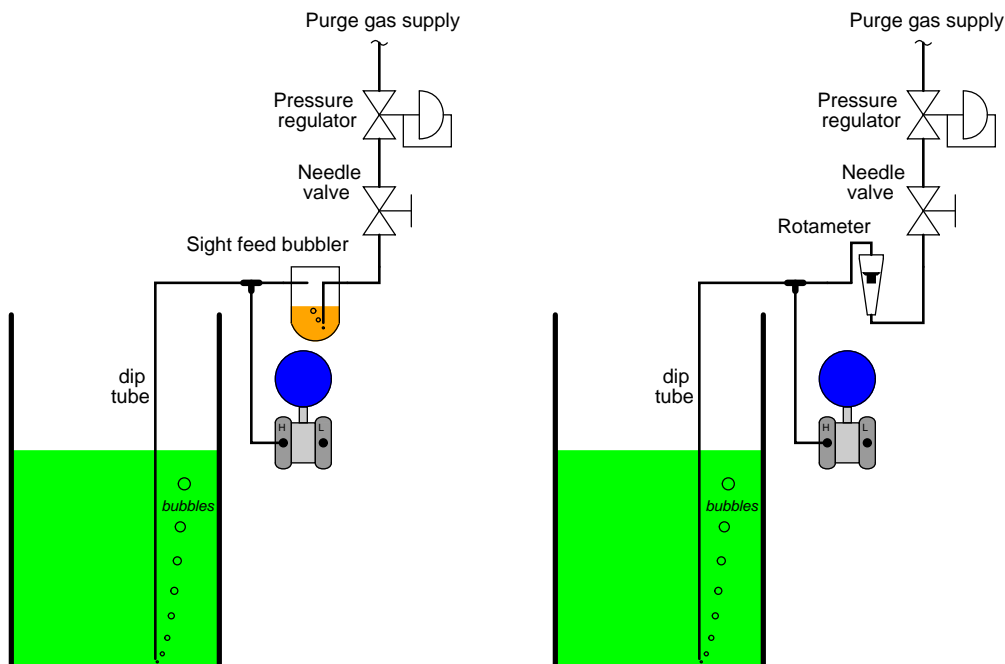 Purge gas supply
Pressure
regulator
Needle
valve
Sight feed bubbler
dip
tube
H
L
bubbles
Purge gas supply
Pressure
regulator
Needle
valve
Rotameter
dip
tube
H
L
bubbles